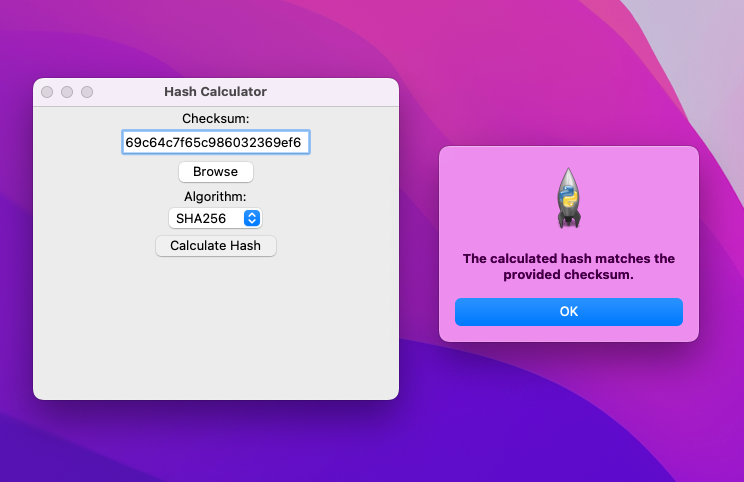 Hash Calculator
Checksum:
69c64c7f65c986032369ef6
Browse
Algorithm:
SHA256
Calculate Hash
The calculated hash matches the
provided checksum.
OK